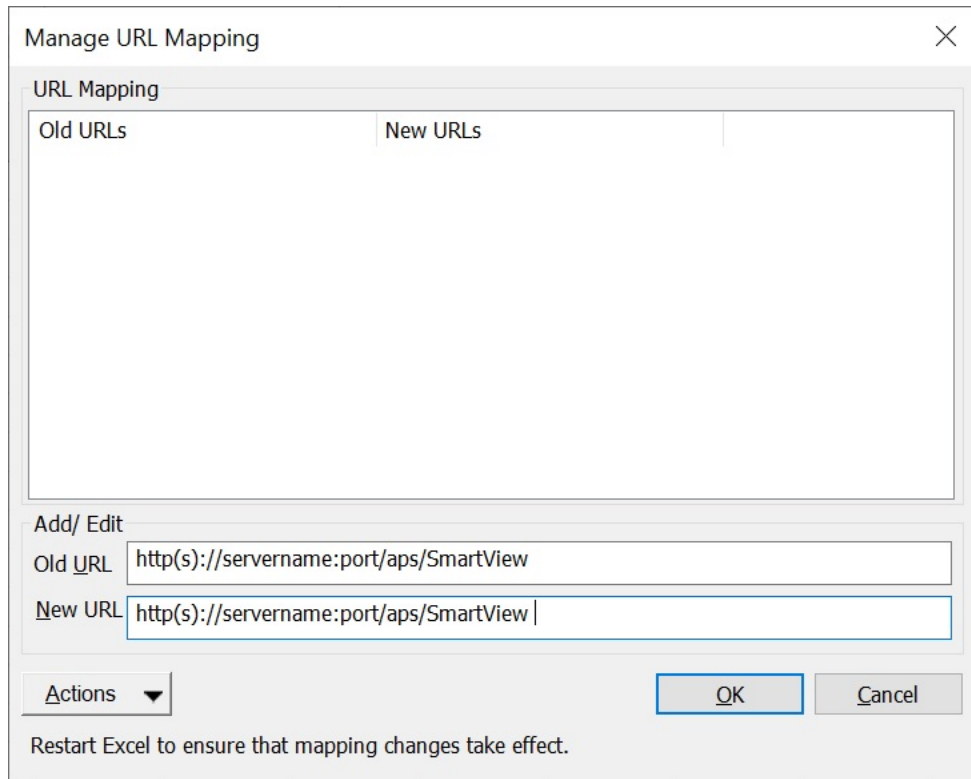 Manage URL Mapping
URL Mapping
Old URLs New URLs
Add/ Edit
Old URL http(s)://servername:port/aps/SmartView
New URL http(s)://servername:port/aps/SmartView
Actions OK Cancel
Restart Excel to ensure that mapping changes take effect.